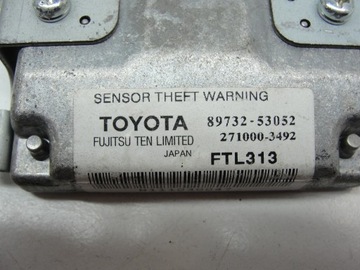 SENSOR THEFT WARNING
TOYOTA 89732-53052
FUJITSU TEN LIMITED 271000-3492
JAPAN FTL313